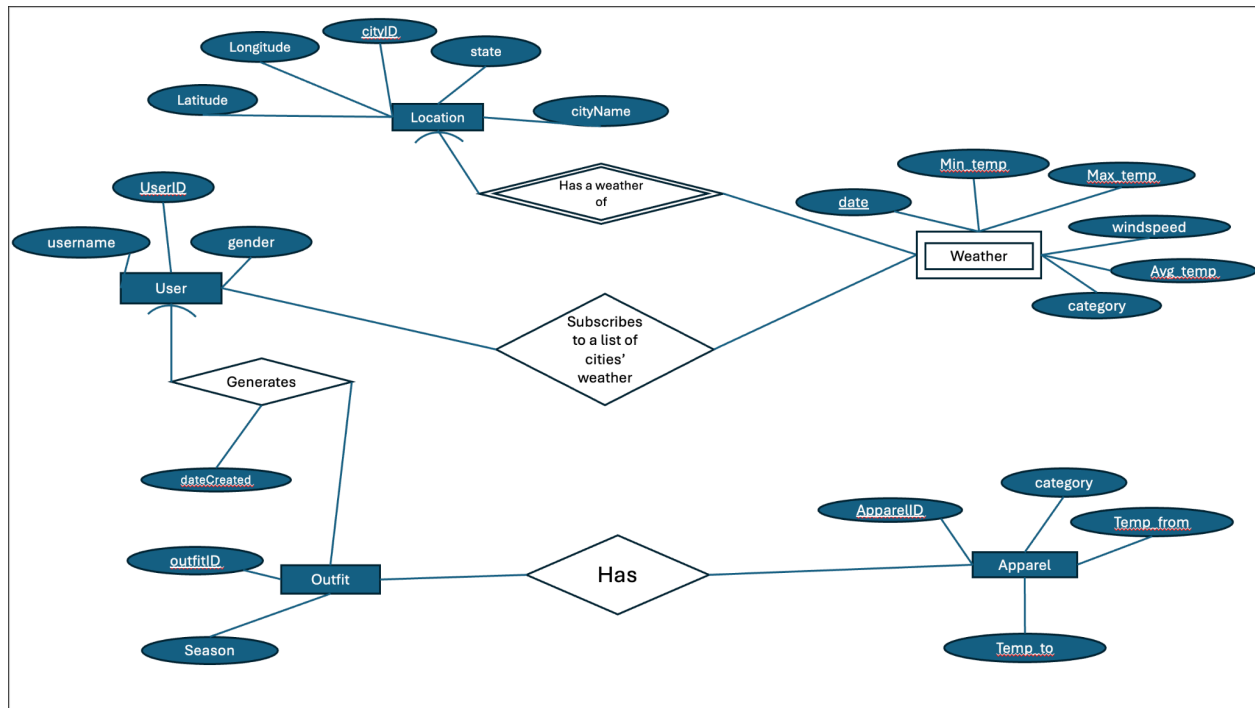 cityID
Longitude
state
Latitude
cityName
Location
Min_temp
Max_temp
Has a weather
of
UserID
date
windspeed
username
gender
Weather
Avg_temp
User
category
Subscribes
to a list of
cities’
weather
Generates
dateCreated
category
ApparelID
Temp_from
outfitID
Has
Apparel
Outfit
Season
Temp_to